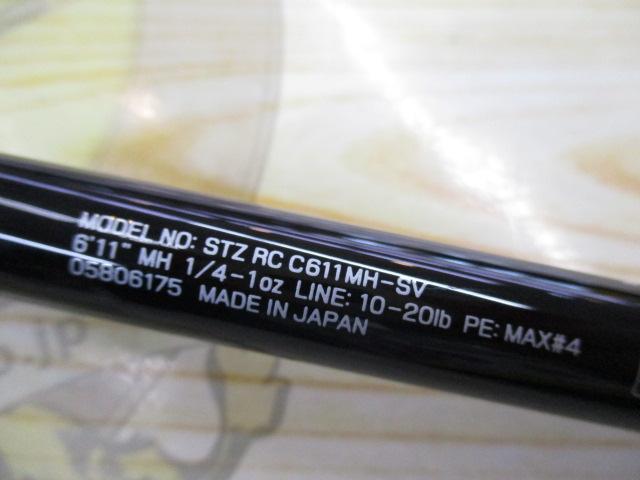 MODEL NO: STZ RC C611MH-SV
6'11" MH 1/4-1oz LINE: 10-20lb PE: MAX#4
05806175 MADE IN JAPAN
.jp